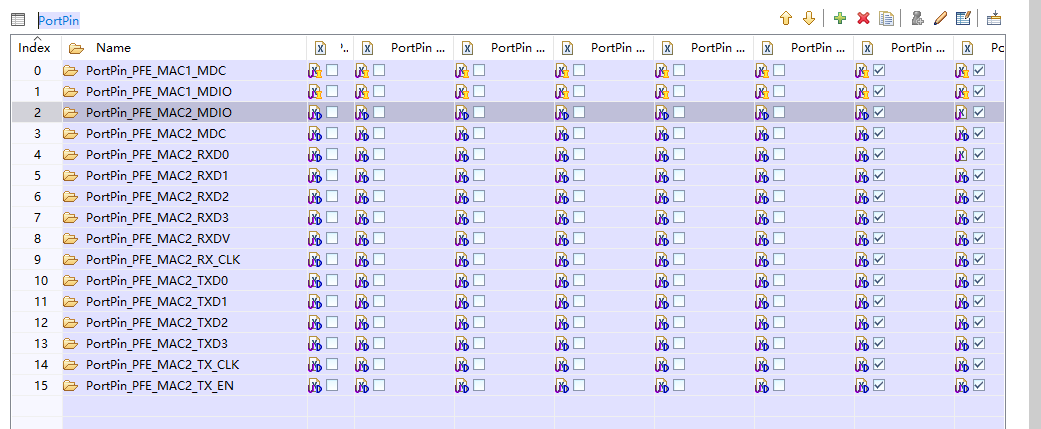 PortPin
Index Name '.. PortPin ... PortPin ... PortPin ... PortPin ... PortPin ... PortPin ... Pc
0 PortPin_PFE_MAC1_MDC
1 PortPin_PFE_MAC1_MDIO
2 PortPin_PFE_MAC2_MDIO
3 PortPin_PFE_MAC2_MDC
4 PortPin_PFE_MAC2_RXD0
5 PortPin_PFE_MAC2_RXD1
6 PortPin_PFE_MAC2_RXD2
7 PortPin_PFE_MAC2_RXD3
8 PortPin_PFE_MAC2_RXDV
9 PortPin_PFE_MAC2_RX_CLK
10 PortPin_PFE_MAC2_TXD0
11 PortPin_PFE_MAC2_TXD1
12 PortPin_PFE_MAC2_TXD2
13 PortPin_PFE_MAC2_TXD3
14 PortPin_PFE_MAC2_TX_CLK
15 PortPin_PFE_MAC2_TX_EN